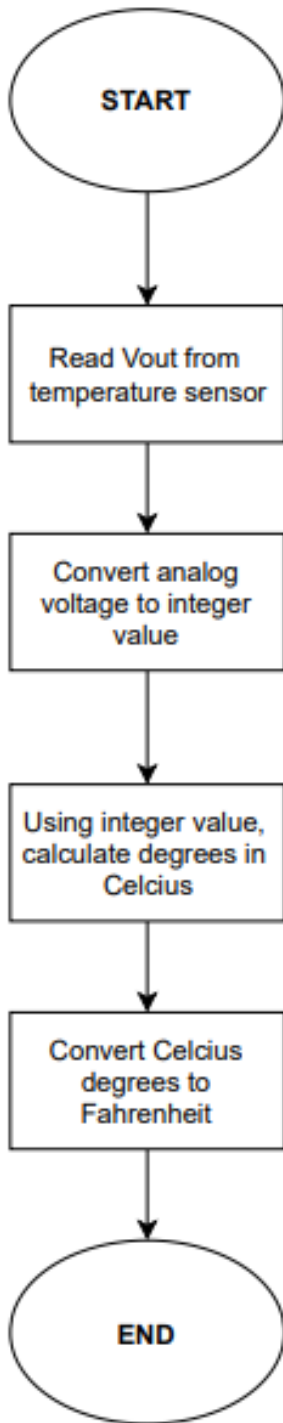 START
Read Vout from
temperature sensor
Convert analog
voltage to integer
value
Using integer value,
calculate degrees in
Celcius
Convert Celcius
degrees to
Fahrenheit
END